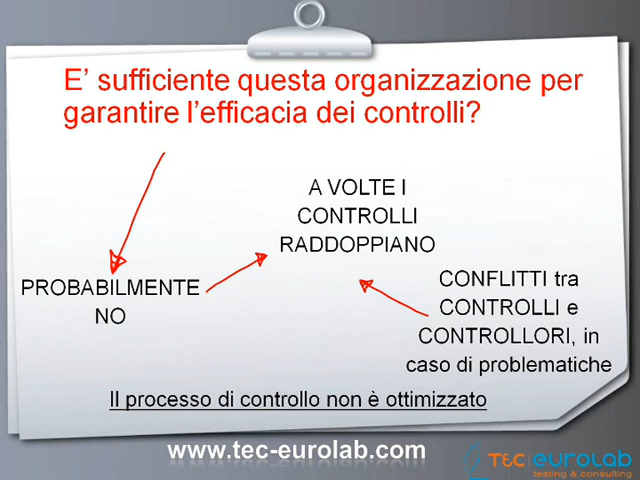 E’ sufficiente questa organizzazione per
garantire l’efficacia dei controlli?
A VOLTE I
CONTROLLI
RADDOPPIANO
PROBABILMENTE
NO
CONFLITTI tra
CONTROLLI e
CONTROLLORI, in
caso di problematiche
Il processo di controllo non è ottimizzato
www.tec-eurolab.com
TEC EUROLAB
testing & consulting